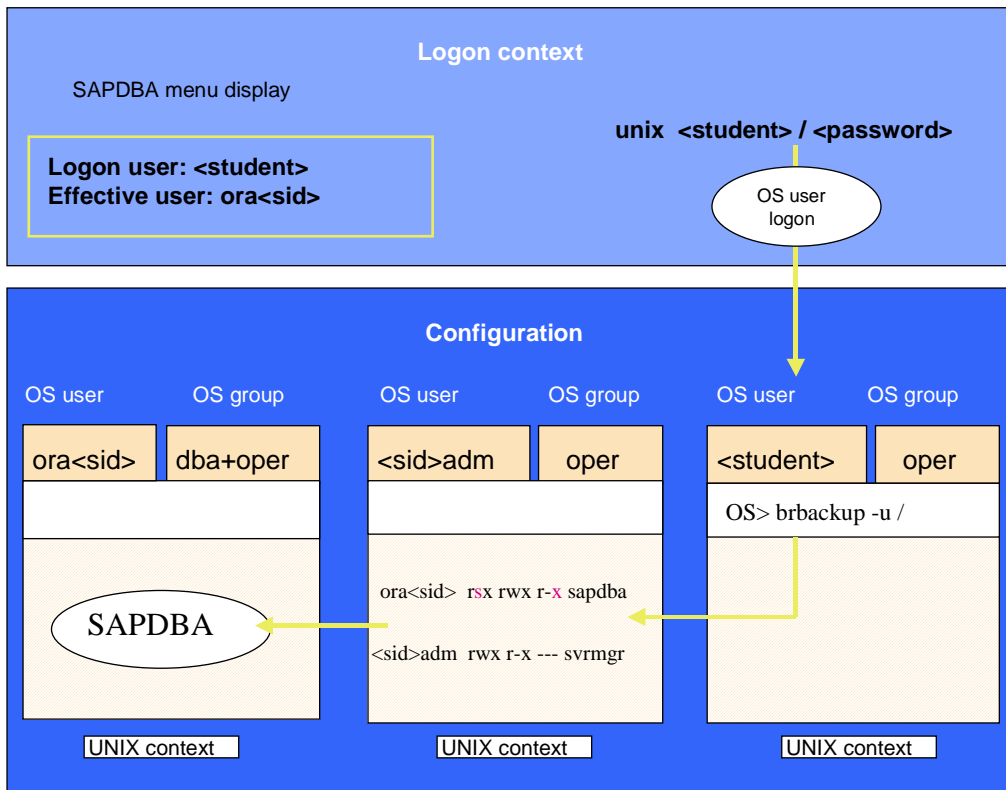 Logon context
SAPDBA menu display
unix <student> / <password>
Logon user: <student>
Effective user: ora<sid>
OS user
logon
Configuration
OS user OS group OS user OS group OS user OS group
ora<sid> dba+oper <sid>adm oper <student> oper
OS> brbackup -u /
ora<sid> rsx rwx r-x sapdba
SAPDBA
<sid>adm rwx r-x --- svrmgr
UNIX context UNIX context UNIX context